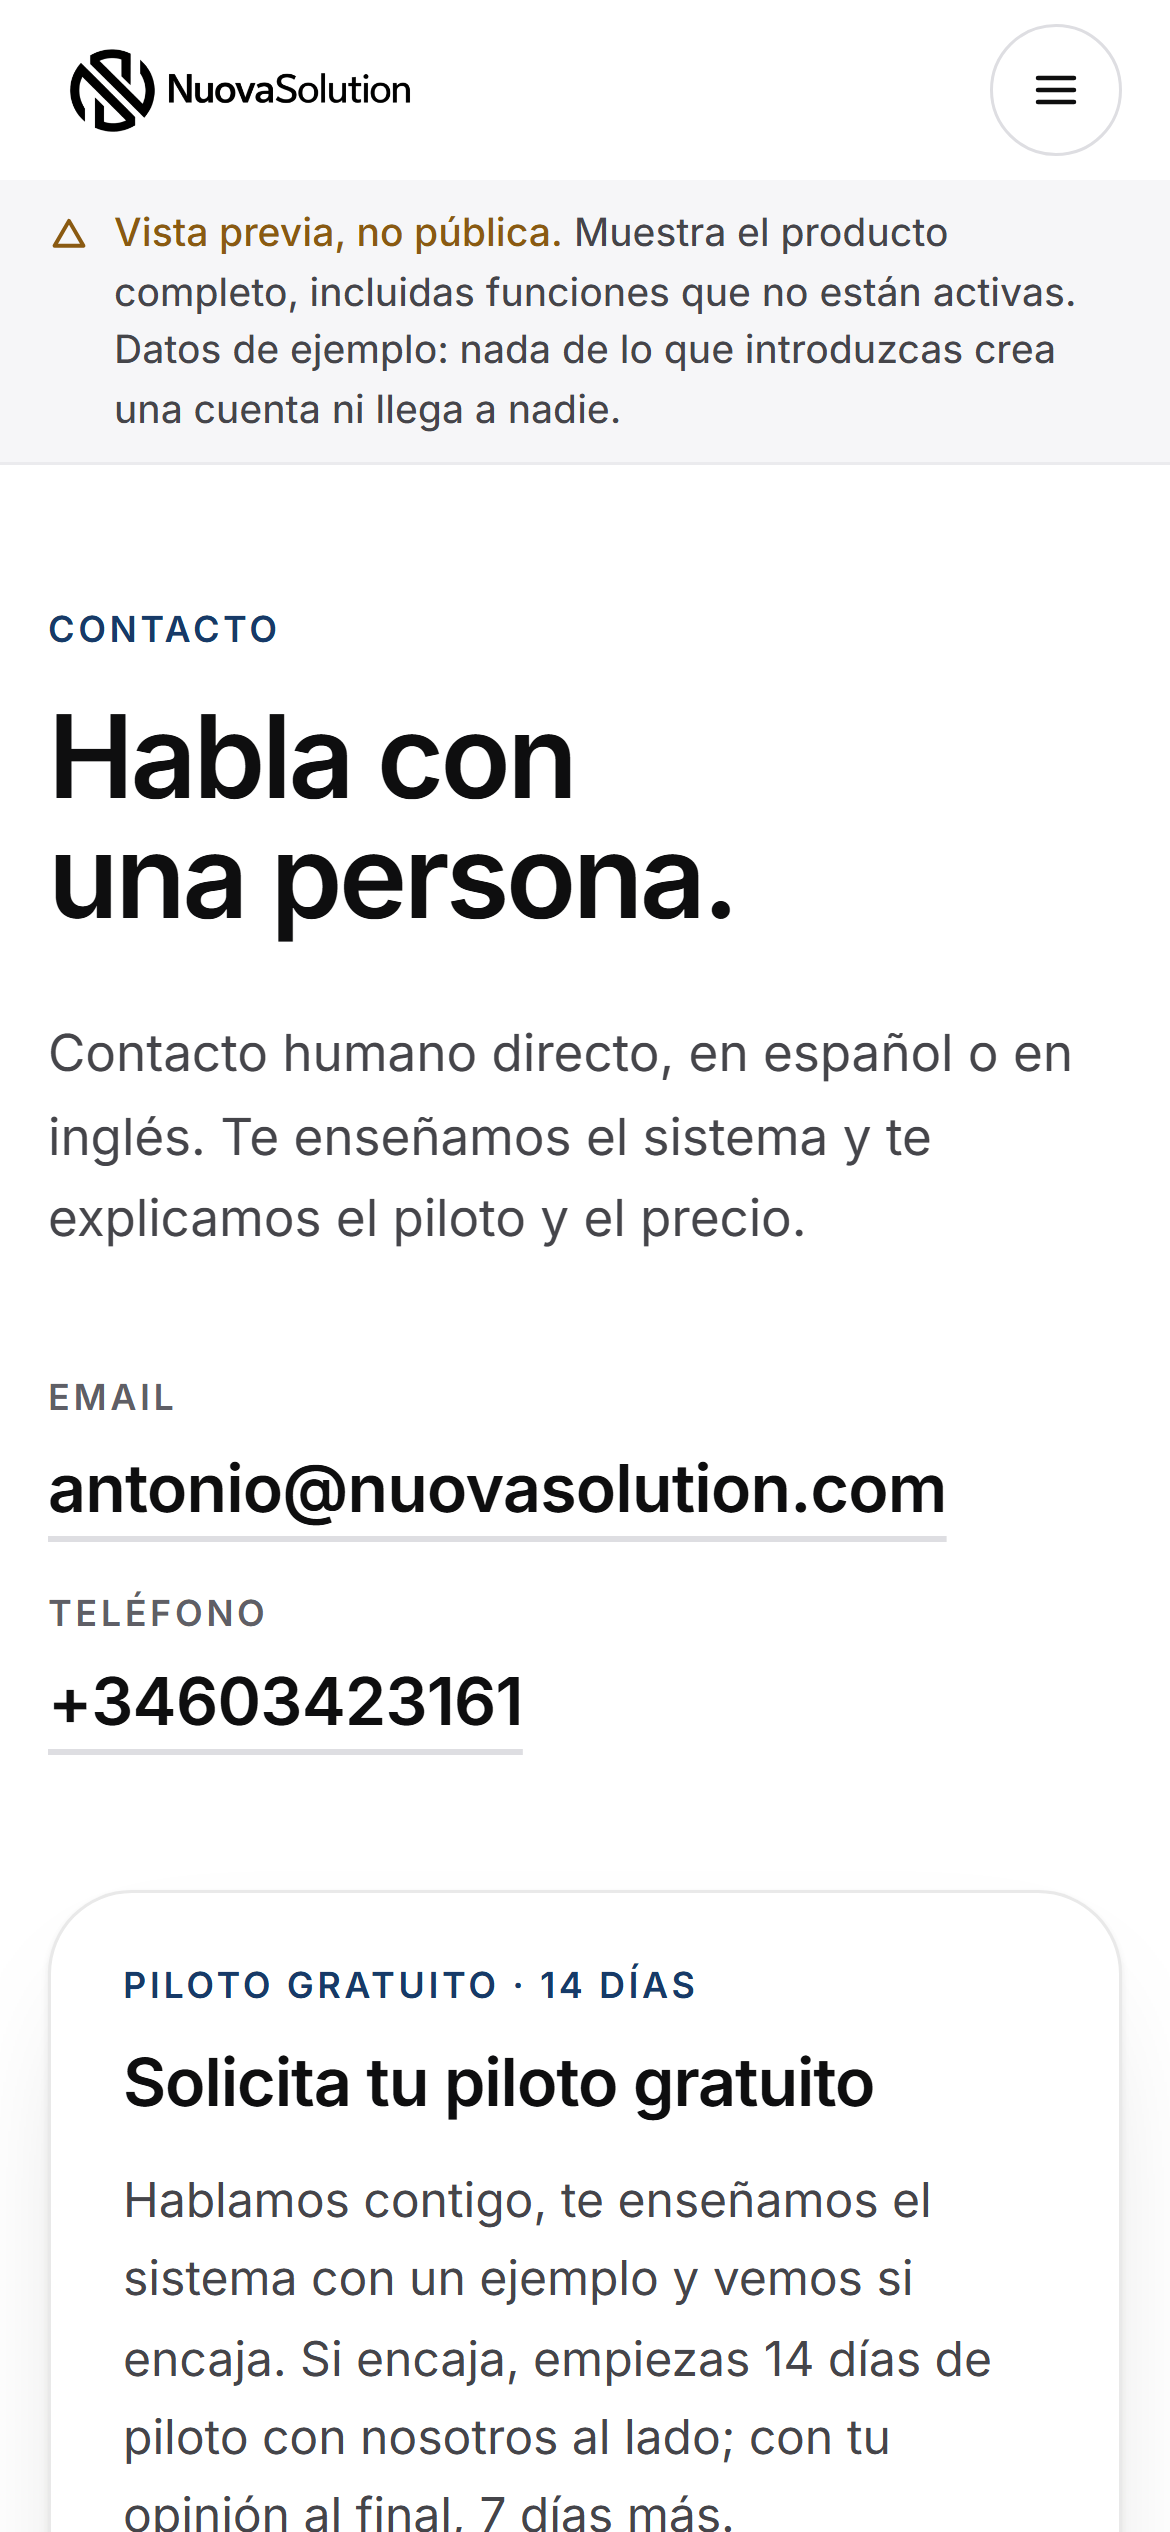 NuovaSolution
Vista previa, no pública. Muestra el producto
completo, incluidas funciones que no están activas.
Datos de ejemplo: nada de lo que introduzcas crea
una cuenta ni llega a nadie.
CONTACTO
Habla con
una persona.
Contacto humano directo, en español o en
inglés. Te enseñamos el sistema y te
explicamos el piloto y el precio.
EMAIL
antonio@nuovasolution.com
TELÉFONO
+34603423161
PILOTO GRATUITO · 14 DÍAS
Solicita tu piloto gratuito
Hablamos contigo, te enseñamos el
sistema con un ejemplo y vemos si
encaja. Si encaja, empiezas 14 días de
piloto con nosotros al lado; con tu
opinión al final, 7 días más.